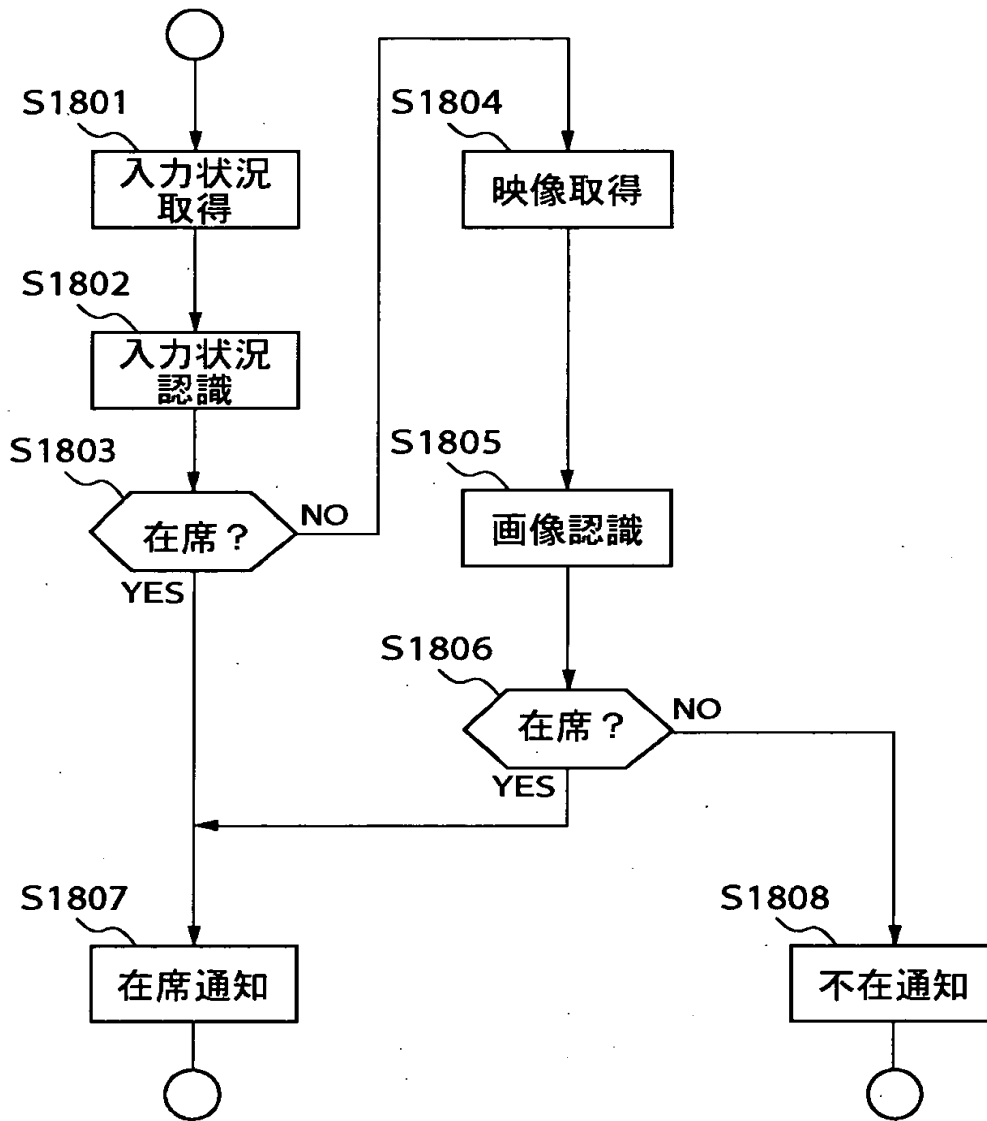 S1801
入力状況
取得
S1802
入力状況
認識
S1803
在席？
NO
YES
S1804
映像取得
S1805
画像認識
S1806
在席？
NO
YES
S1807
在席通知
S1808
不在通知